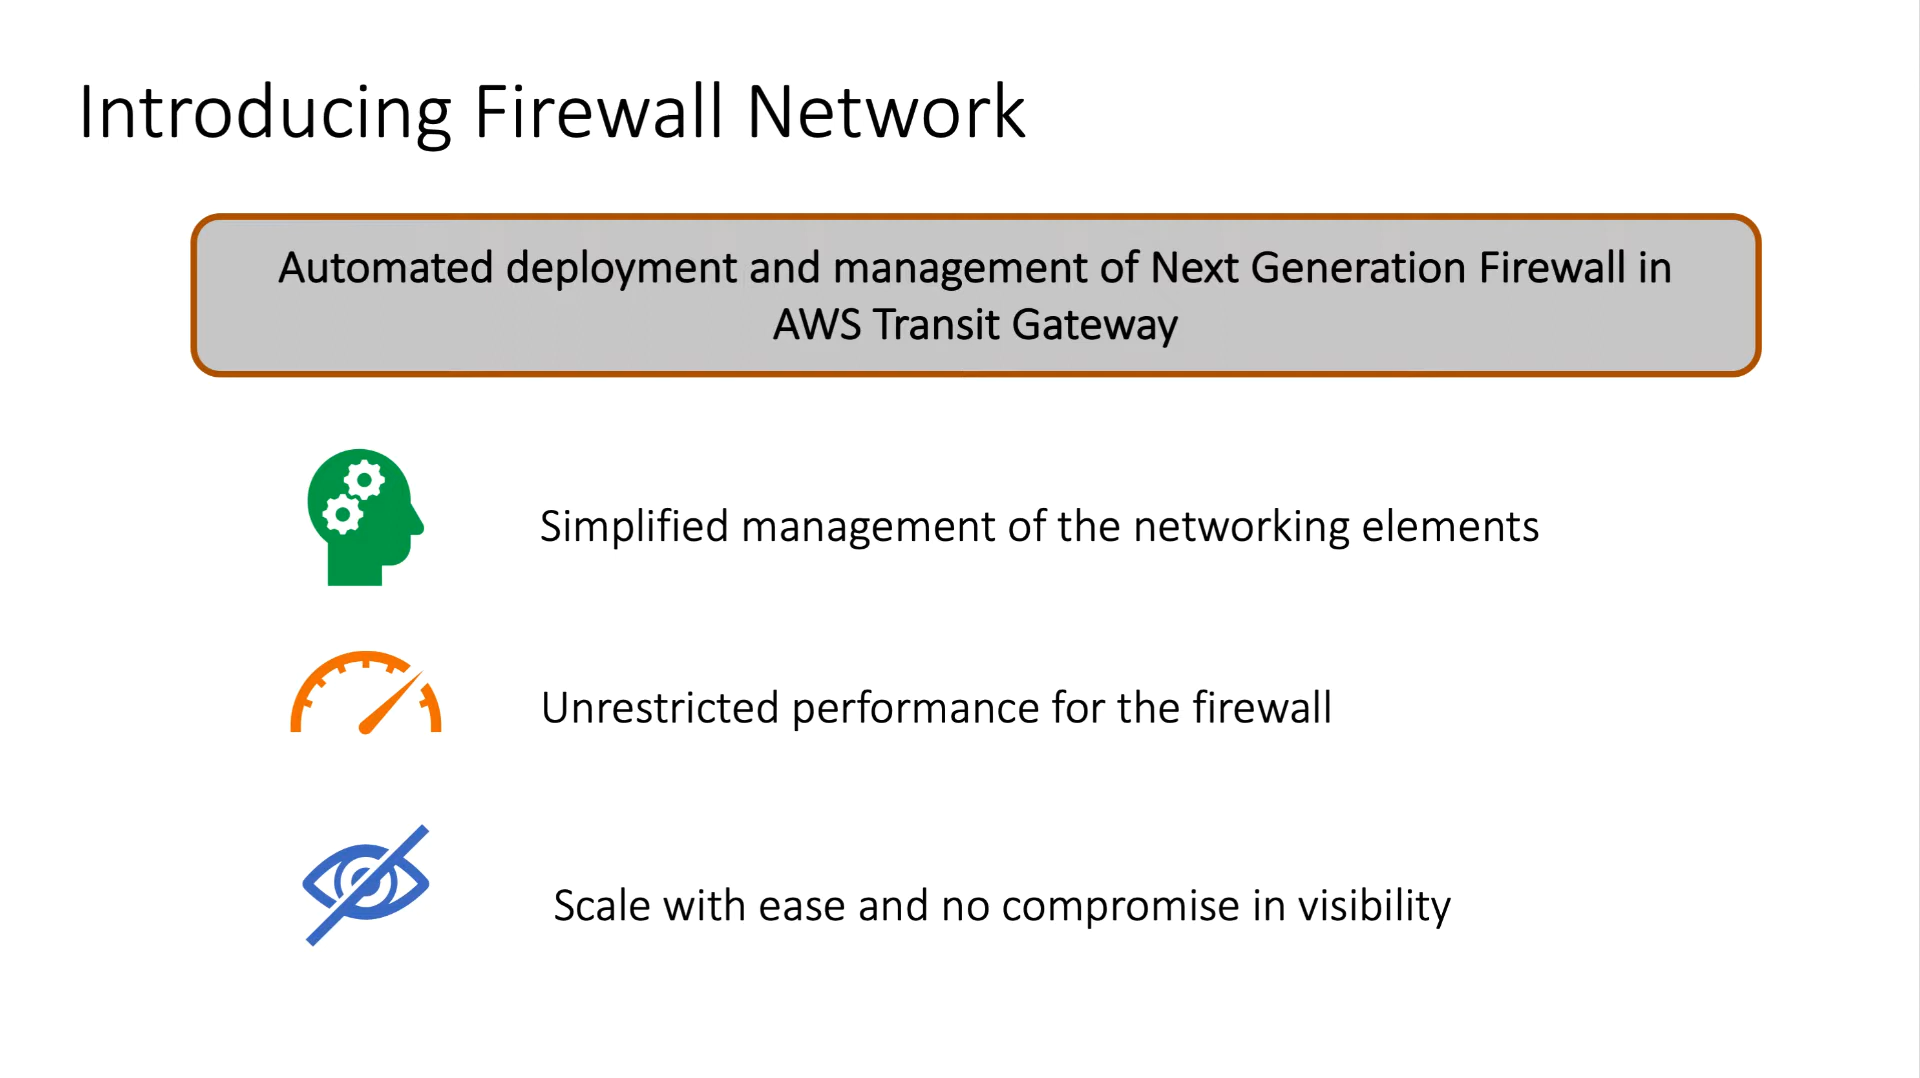 Introducing Firewall Network
Automated deployment and management of Next Generation Firewall in
AWS Transit Gateway
Simplified management of the networking elements
Unrestricted performance for the firewall
Scale with ease and no compromise in visibility